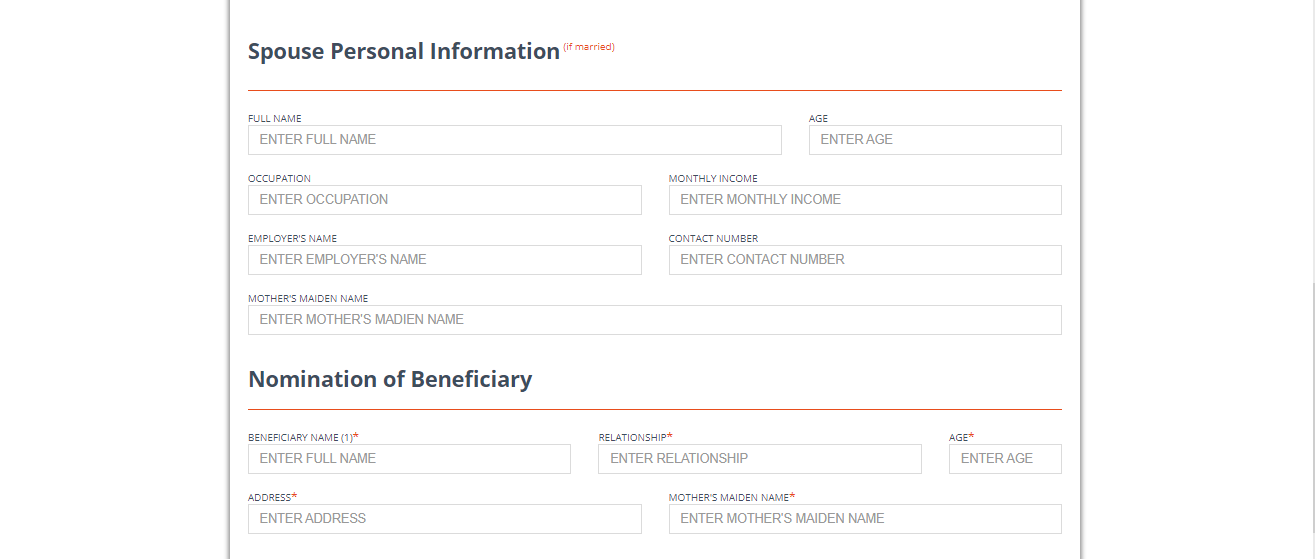 Spouse Personal Information (if married)
FULL NAME AGE
ENTER FULL NAME ENTER AGE
OCCUPATION MONTHLY INCOME
ENTER OCCUPATION ENTER MONTHLY INCOME
EMPLOYER'S NAME CONTACT NUMBER
ENTER EMPLOYER'S NAME ENTER CONTACT NUMBER
MOTHER'S MAIDEN NAME
ENTER MOTHER'S MADIEN NAME
Nomination of Beneficiary
BENEFICIARY NAME (1)* RELATIONSHIP* AGE*
ENTER FULL NAME ENTER RELATIONSHIP ENTER AGE
ADDRESS* MOTHER'S MAIDEN NAME*
ENTER ADDRESS ENTER MOTHER'S MAIDEN NAME